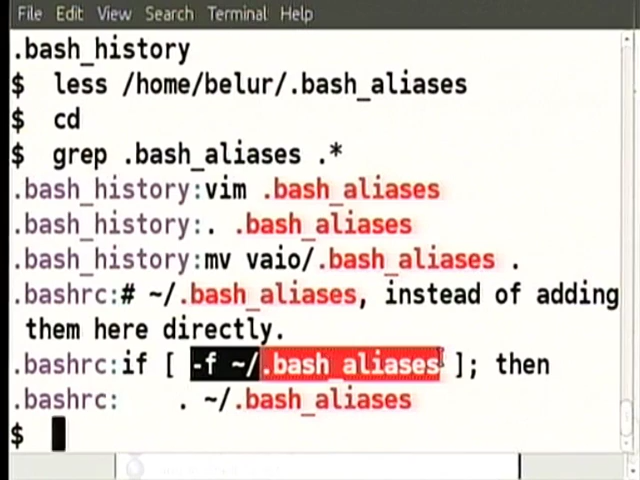 File Edit View Search Terminal Help
.bash_history
$  less /home/belur/.bash_aliases
$  cd
$  grep .bash_aliases .*
.bash_history:vim .bash_aliases
.bash_history:. .bash_aliases
.bash_history:mv vaio/.bash_aliases .
.bashrc:# ~/.bash_aliases, instead of adding
 them here directly.
.bashrc:if [ -f ~/.bash_aliases ]; then
.bashrc:    . ~/.bash_aliases
$